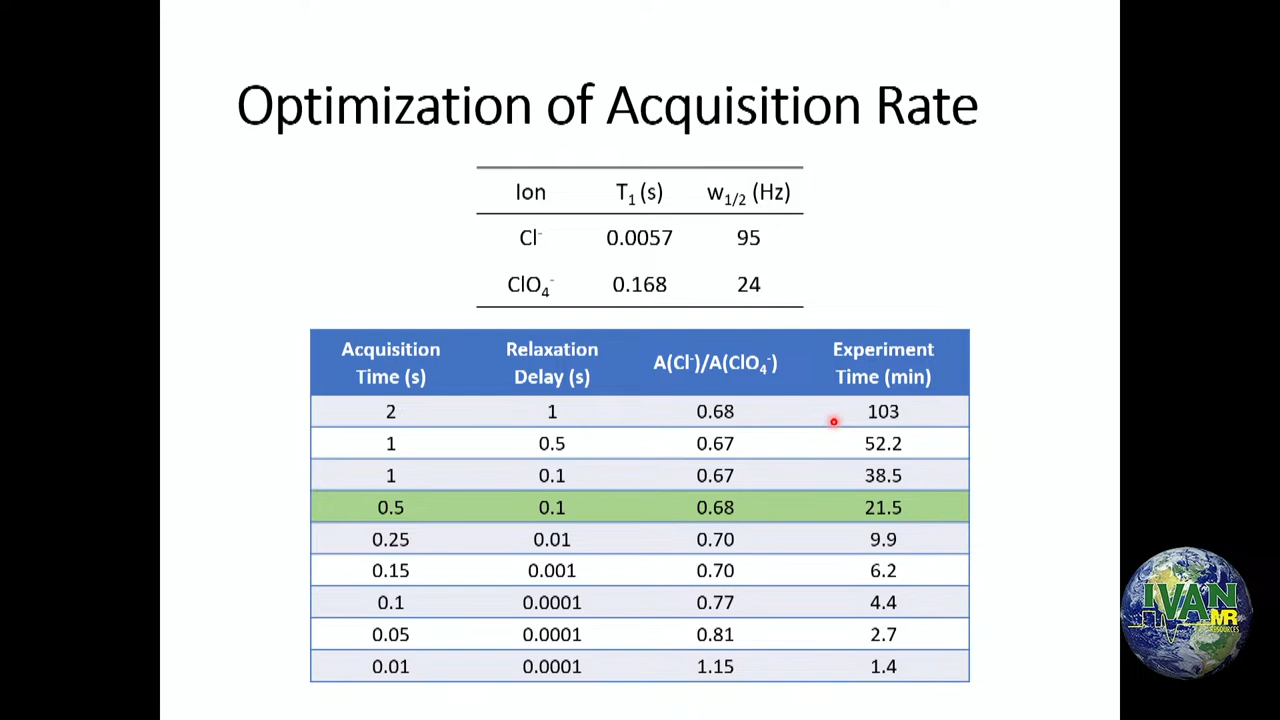 Optimization of Acquisition Rate
Ion T1 (s) w1/2 (Hz)
Cl- 0.0057 95
ClO4- 0.168 24
Acquisition Time (s) Relaxation Delay (s) A(Cl-)/A(ClO4-) Experiment Time (min)
2 1 0.68 103
1 0.5 0.67 52.2
1 0.1 0.67 38.5
0.5 0.1 0.68 21.5
0.25 0.01 0.70 9.9
0.15 0.001 0.70 6.2
0.1 0.0001 0.77 4.4
0.05 0.0001 0.81 2.7
0.01 0.0001 1.15 1.4
IVAN
MR
RESOURCES